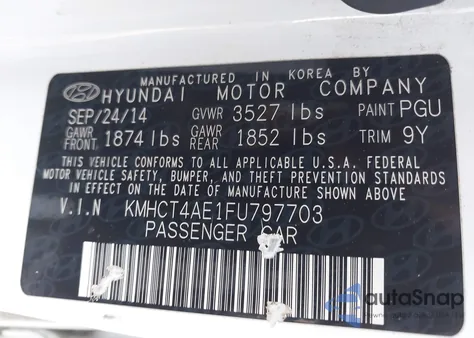 MANUFACTURED IN KOREA BY
HYUNDAI MOTOR COMPANY
SEP/24/14 GVWR 3527 lbs PAINT PGU
GAWR FRONT 1874 lbs GAWR REAR 1852 lbs TRIM 9Y
THIS VEHICLE CONFORMS TO ALL APPLICABLE U.S.A. FEDERAL
MOTOR VEHICLE SAFETY, BUMPER, AND THEFT PREVENTION STANDARDS
IN EFFECT ON THE DATE OF MANUFACTURE SHOWN ABOVE
V.I.N KMHCT4AE1FU797703
PASSENGER CAR
autoSnap